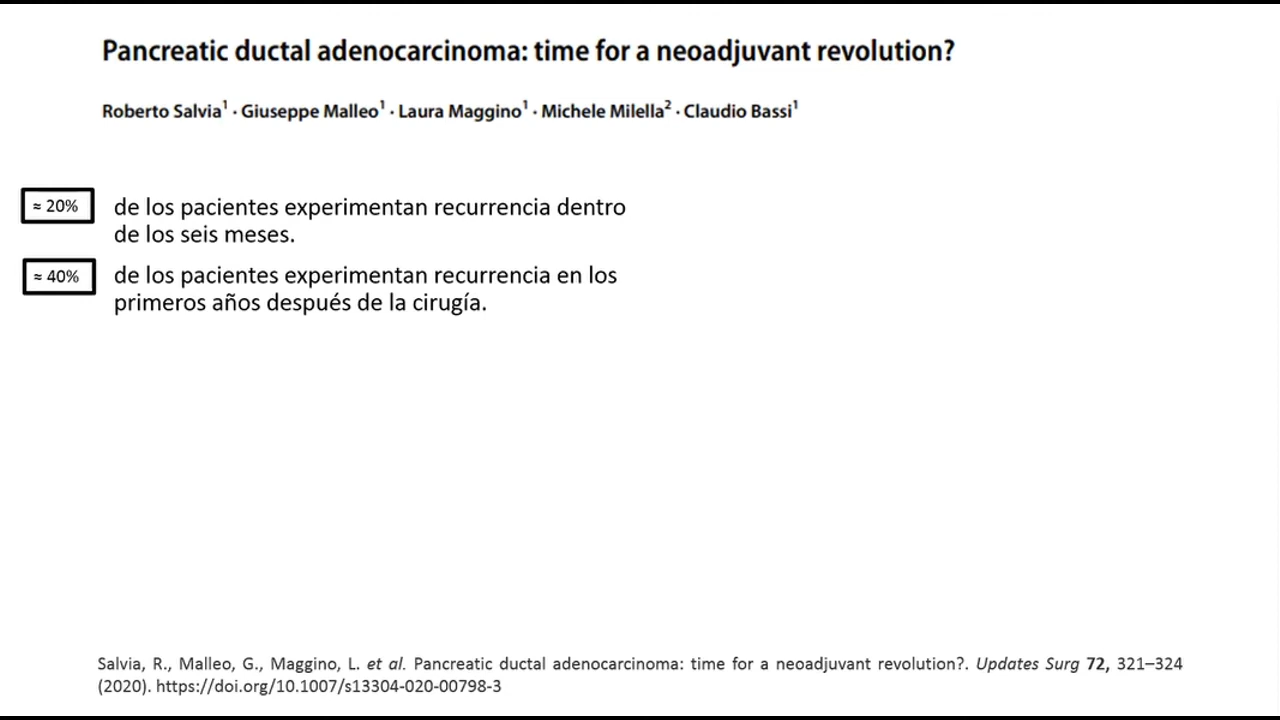 Pancreatic ductal adenocarcinoma: time for a neoadjuvant revolution?
Roberto Salvia¹ · Giuseppe Malleo¹ · Laura Maggino¹ · Michele Milella² · Claudio Bassi¹
≈ 20%
de los pacientes experimentan recurrencia dentro
de los seis meses.
≈ 40%
de los pacientes experimentan recurrencia en los
primeros años después de la cirugía.
Salvia, R., Malleo, G., Maggino, L. et al. Pancreatic ductal adenocarcinoma: time for a neoadjuvant revolution?. Updates Surg 72, 321–324
(2020). https://doi.org/10.1007/s13304-020-00798-3